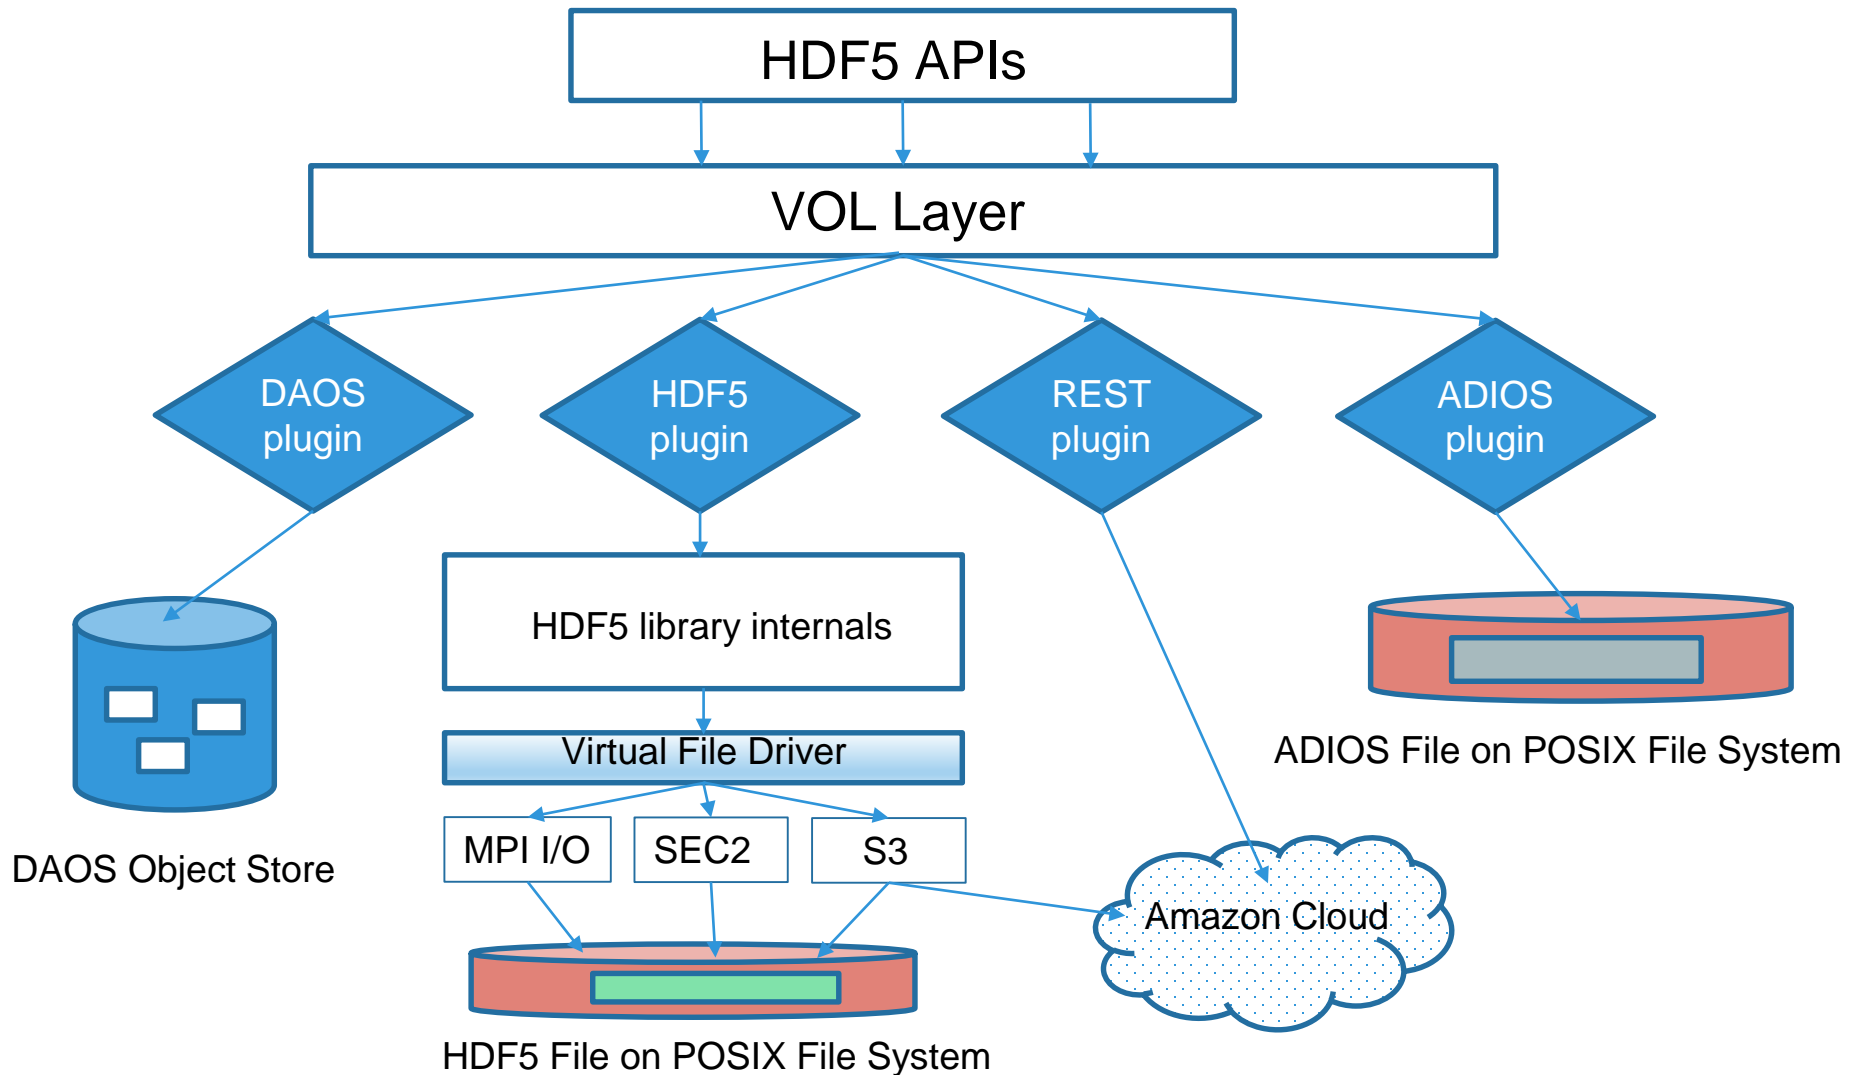 HDF5 APIs
VOL Layer
DAOS
plugin
HDF5
plugin
REST
plugin
ADIOS
plugin
HDF5 library internals
Virtual File Driver
ADIOS File on POSIX File System
MPI I/O
SEC2
S3
DAOS Object Store
Amazon Cloud
HDF5 File on POSIX File System